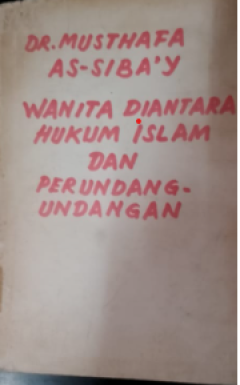 DR. MUSTHAFA
AS-SIBA'Y
WANITA DIANTARA
HUKUM ISLAM
DAN
PERUNDANG-
UNDANGAN